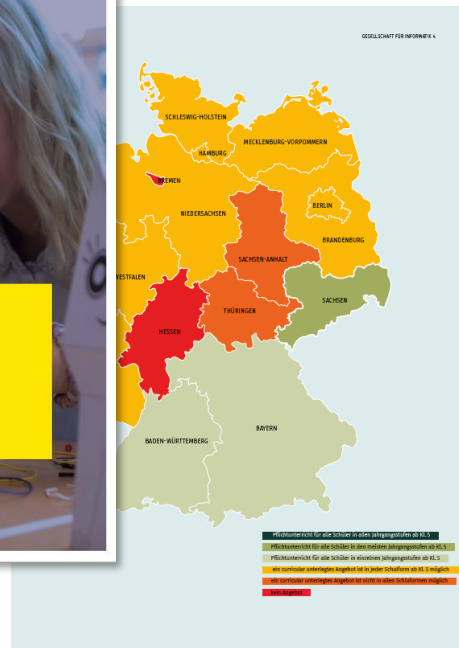 GESELLSCHAFT FÜR INFORMATIK 4
SCHLESWIG-HOLSTEIN
MECKLENBURG-VORPOMMERN
HAMBURG
BREMEN
BERLIN
NIEDERSACHSEN
BRANDENBURG
SACHSEN-ANHALT
WESTFALEN
SACHSEN
THÜRINGEN
HESSEN
BAYERN
BADEN-WÜRTTEMBERG
Pflichtunterricht für alle Schüler in allen Jahrgangsstufen ab Kl. 5
Pflichtunterricht für alle Schüler in den meisten Jahrgangsstufen ab Kl. 5
Pflichtunterricht für alle Schüler in einzelnen Jahrgangsstufen ab Kl. 5
ein curricular unterlegtes Angebot ist in jeder Schulform ab Kl. 5 möglich
ein curricular unterlegtes Angebot ist nicht in allen Schulformen möglich
kein Angebot